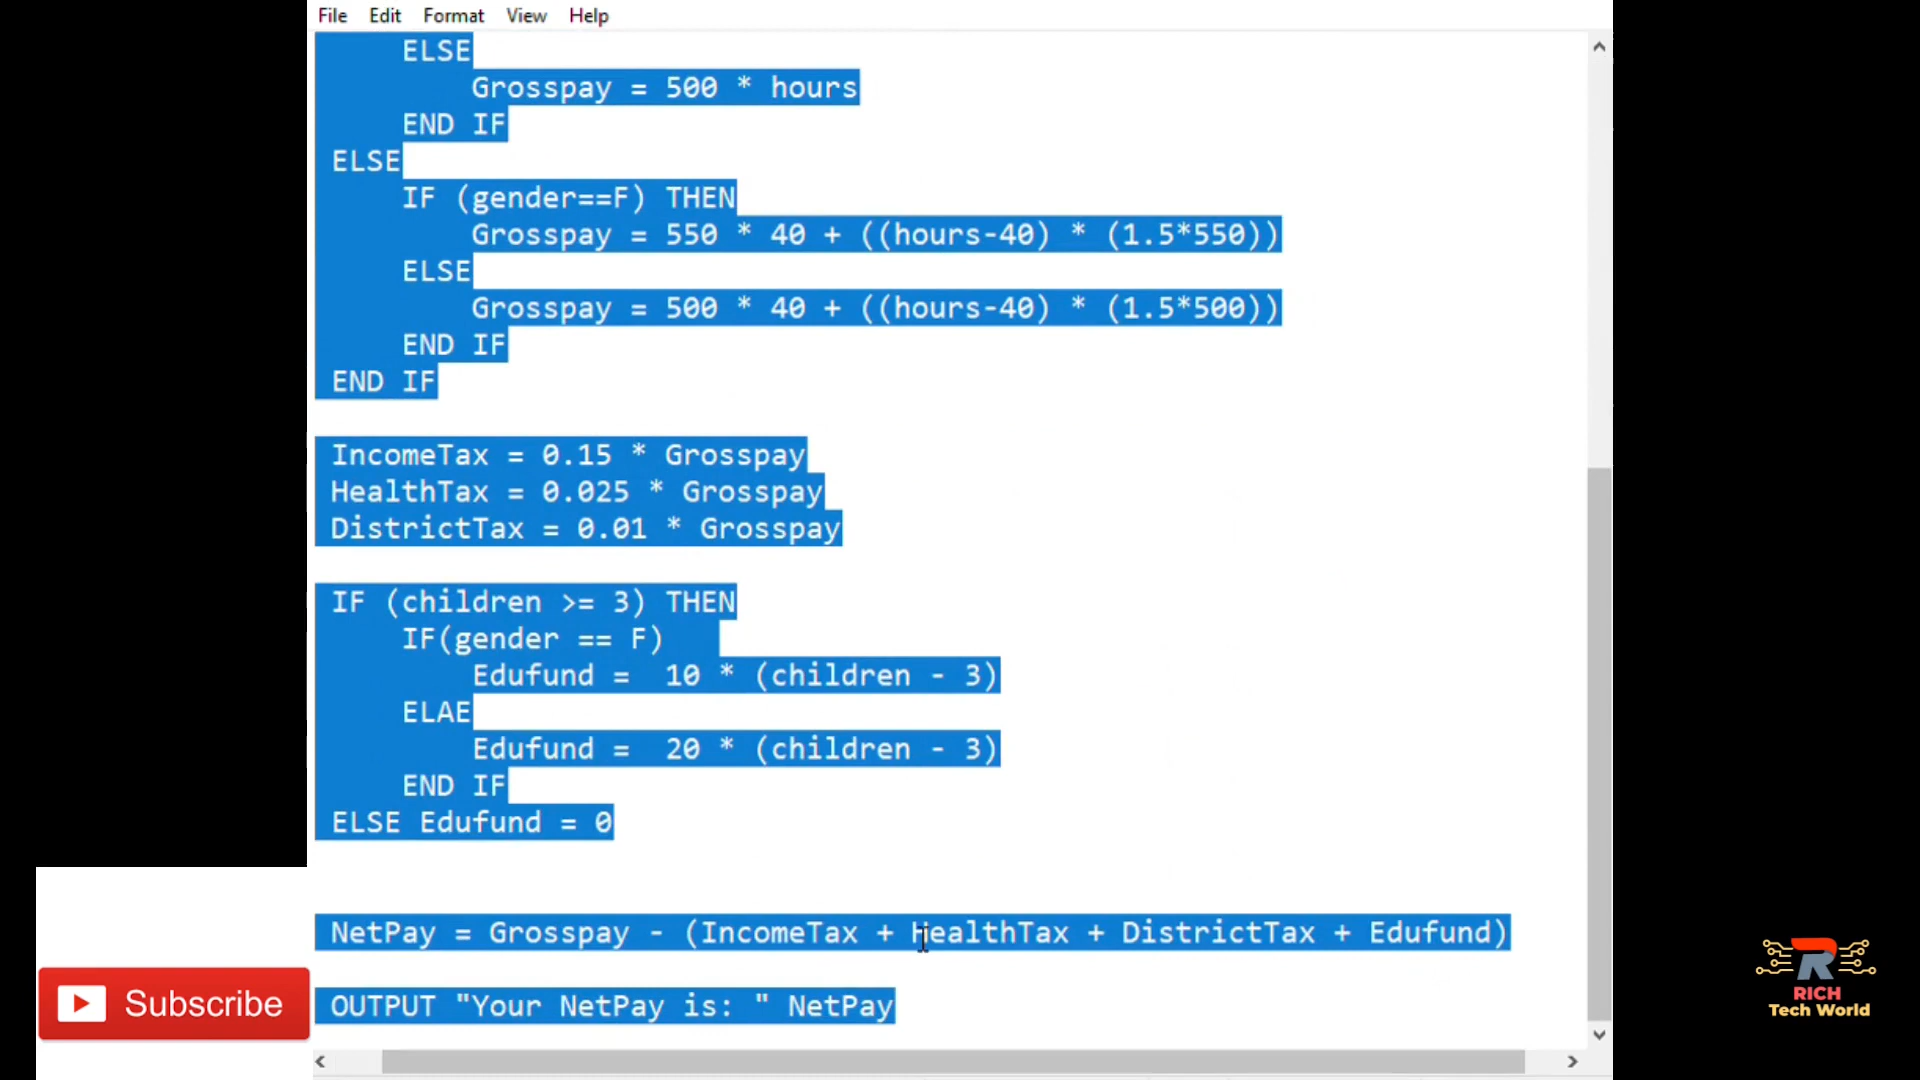 File Edit Format View Help
ELSE
Grosspay = 500 * hours
END IF
ELSE
IF (gender==F) THEN
Grosspay = 550 * 40 + ((hours-40) * (1.5*550))
ELSE
Grosspay = 500 * 40 + ((hours-40) * (1.5*500))
END IF
END IF
IncomeTax = 0.15 * Grosspay
HealthTax = 0.025 * Grosspay
DistrictTax = 0.01 * Grosspay
IF (children >= 3) THEN
IF(gender == F)
Edufund =  10 * (children - 3)
ELAE
Edufund =  20 * (children - 3)
END IF
ELSE Edufund = 0
NetPay = Grosspay - (IncomeTax + HealthTax + DistrictTax + Edufund)
OUTPUT "Your NetPay is: " NetPay
Subscribe
R
RICH
Tech World